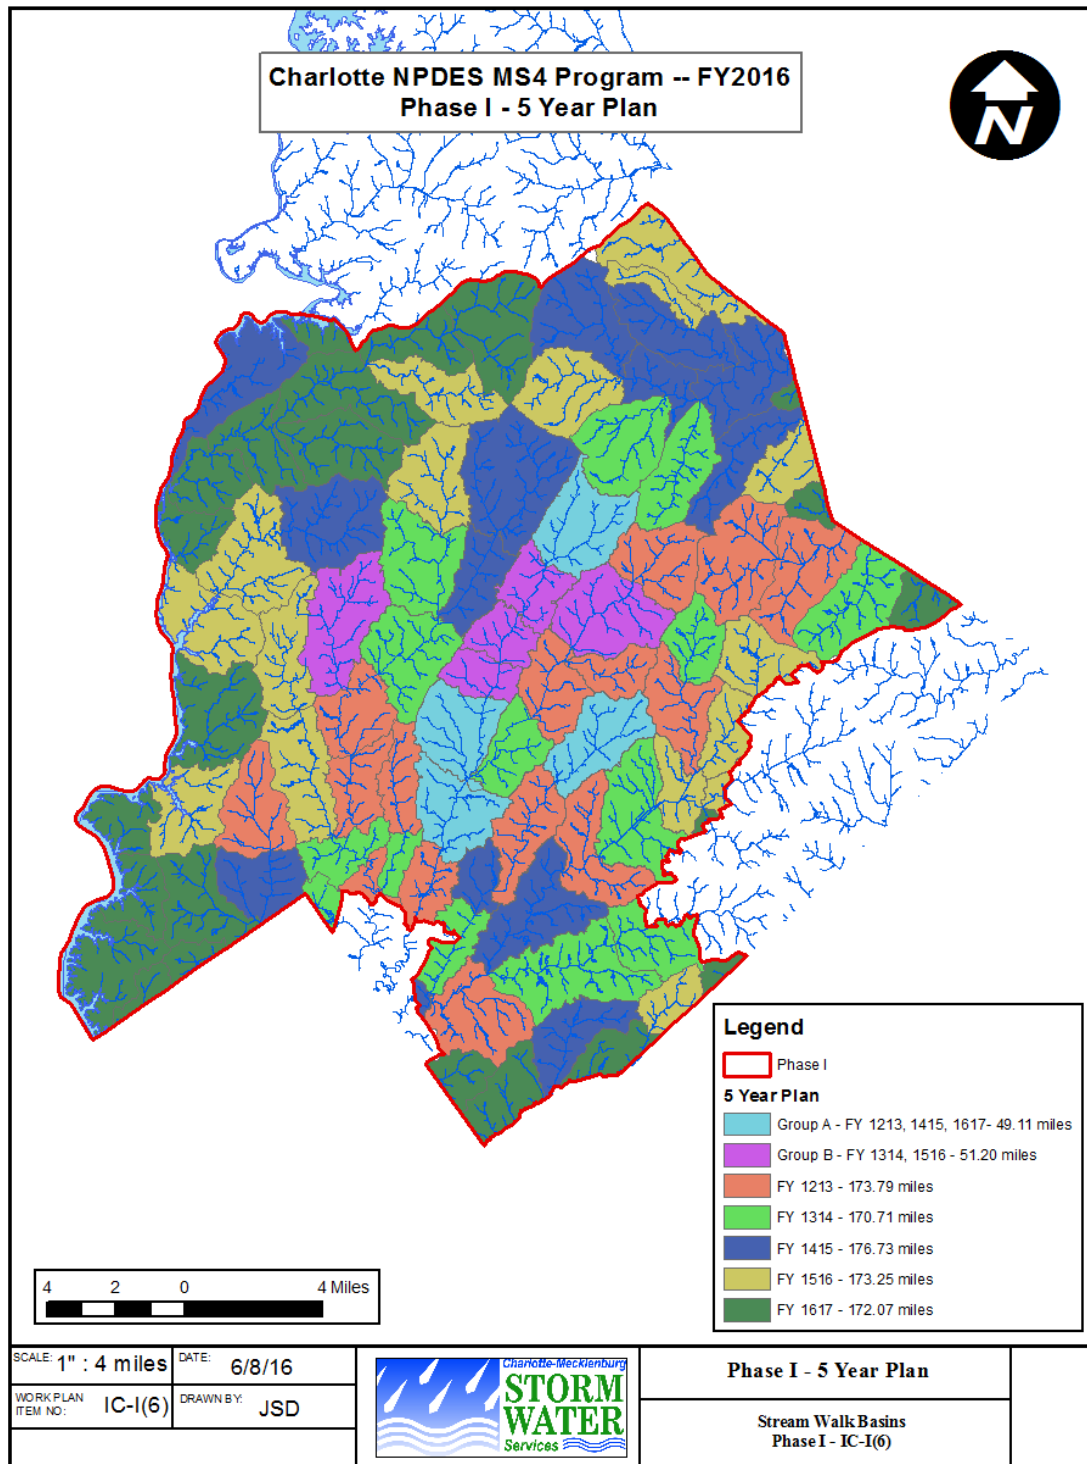 Charlotte NPDES MS4 Program -- FY2016
Phase I - 5 Year Plan
N
Legend
Phase I
5 Year Plan
Group A - FY 1213, 1415, 1617- 49.11 miles
Group B - FY 1314, 1516 - 51.20 miles
FY 1213 - 173.79 miles
FY 1314 - 170.71 miles
FY 1415 - 176.73 miles
FY 1516 - 173.25 miles
FY 1617 - 172.07 miles
4 2 0 4 Miles
SCALE: 1" : 4 miles
DATE: 6/8/16
WORK PLAN ITEM NO: IC-I(6)
DRAWN BY: JSD
Charlotte-Mecklenburg
STORM
WATER
Services
Phase I - 5 Year Plan
Stream Walk Basins
Phase I - IC-I(6)